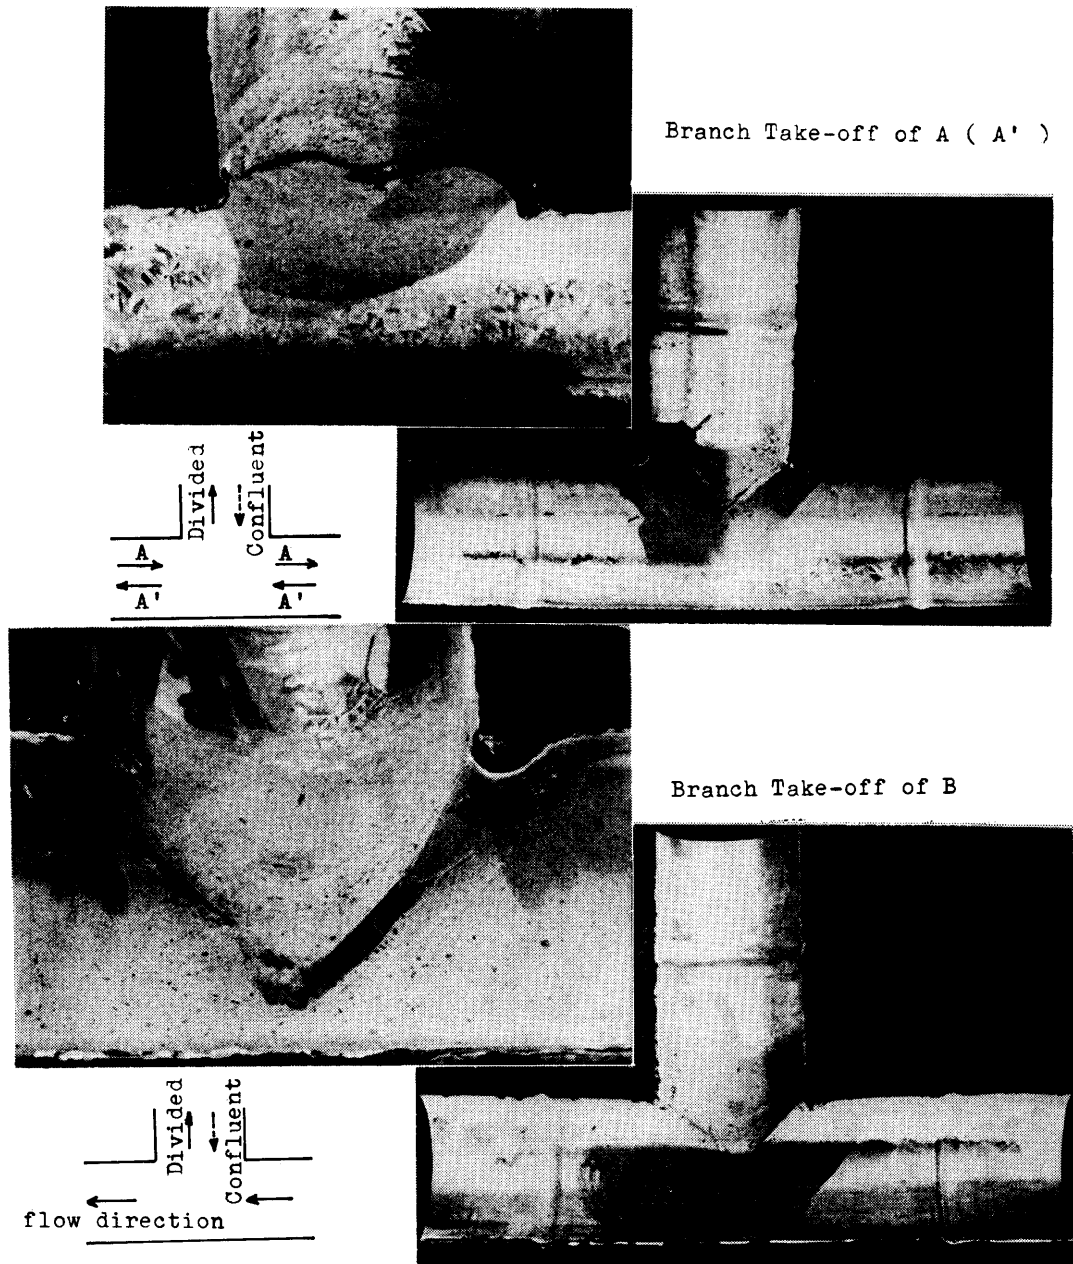 Branch Take-off of A ( A' )
Divided
Confluent
A
A
A'
A'
Branch Take-off of B
Divided
Confluent
flow direction